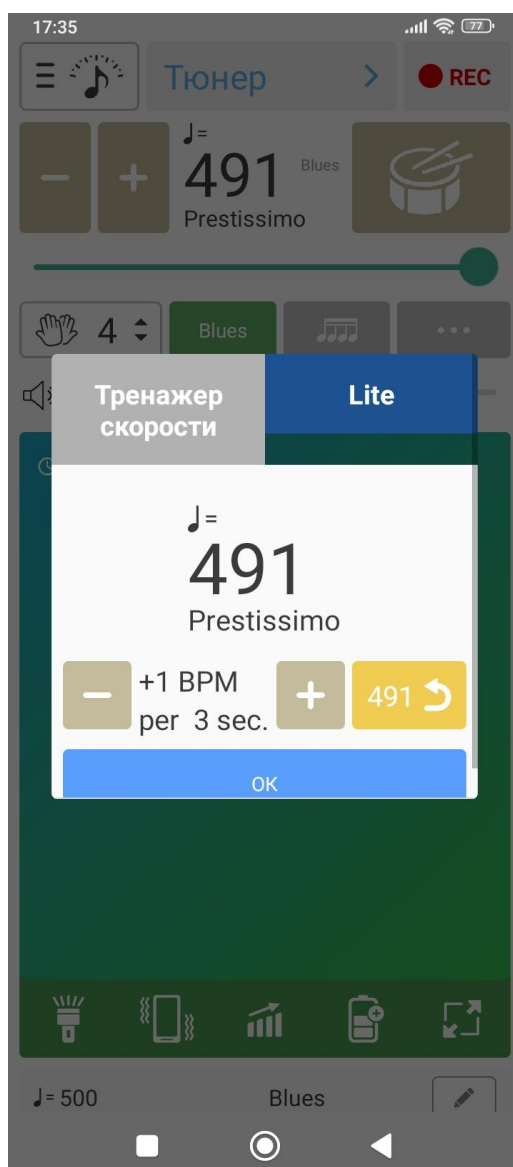 17:35
77
Тюнер
REC
=
491
Blues
Prestissimo
4
Blues
Тренажер
скорости
Lite
=
491
Prestissimo
+1 BPM
per 3 sec.
491
ОК
= 500
Blues